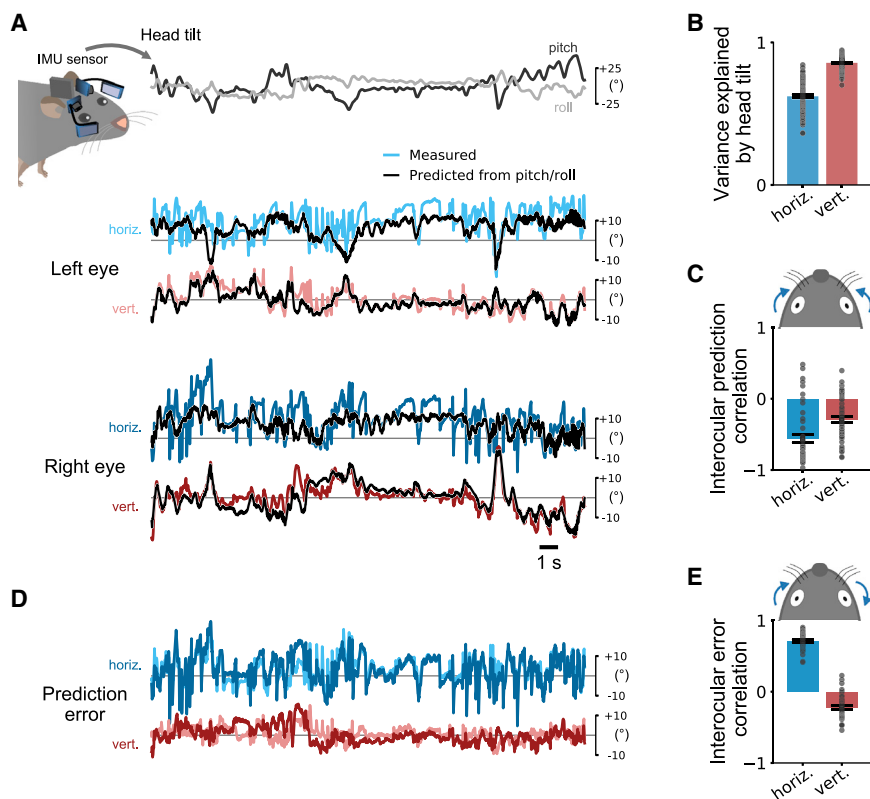 A
IMU sensor
Head tilt
pitch
roll
+25
(°)
-25
Measured
Predicted from pitch/roll
Left eye
horiz.
+10
(°)
-10
vert.
+10
(°)
-10
Right eye
horiz.
+10
(°)
-10
vert.
+10
(°)
-10
1 s
B
Variance explained
by head tilt
1
0
horiz.
vert.
C
Interocular prediction
correlation
1
0
−1
horiz.
vert.
D
Prediction
error
horiz.
+10
(°)
-10
vert.
+10
(°)
-10
E
Interocular error
correlation
1
0
−1
horiz.
vert.